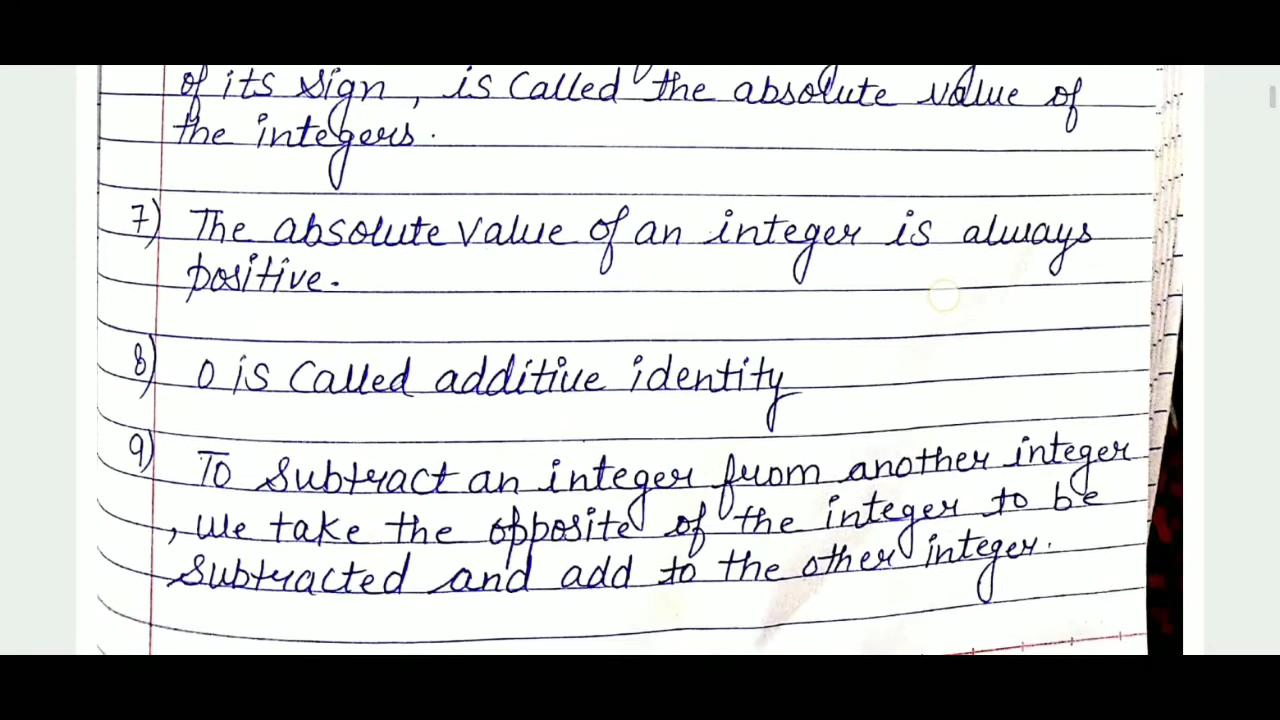 of its sign, is called the absolute value of
the integers.
7) The absolute value of an integer is always
positive.
8) 0 is called additive identity
9) To subtract an integer from another integer
, we take the opposite of the integer to be
subtracted and add to the other integer.